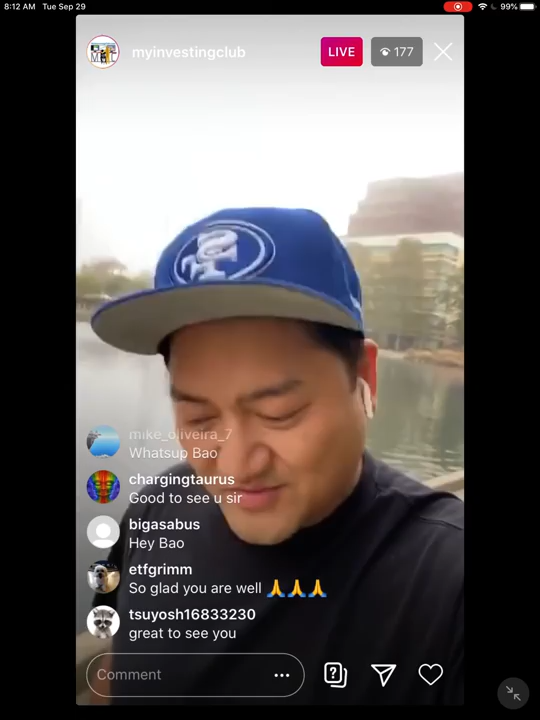 8:12 AM Tue Sep 29
99%
myinvestingclub
LIVE
177
SF
mike_oliveira_7
Whatsup Bao
chargingtaurus
Good to see u sir
bigasabus
Hey Bao
etfgrimm
So glad you are well 🙏🙏🙏
tsuyosh16833230
great to see you
Comment